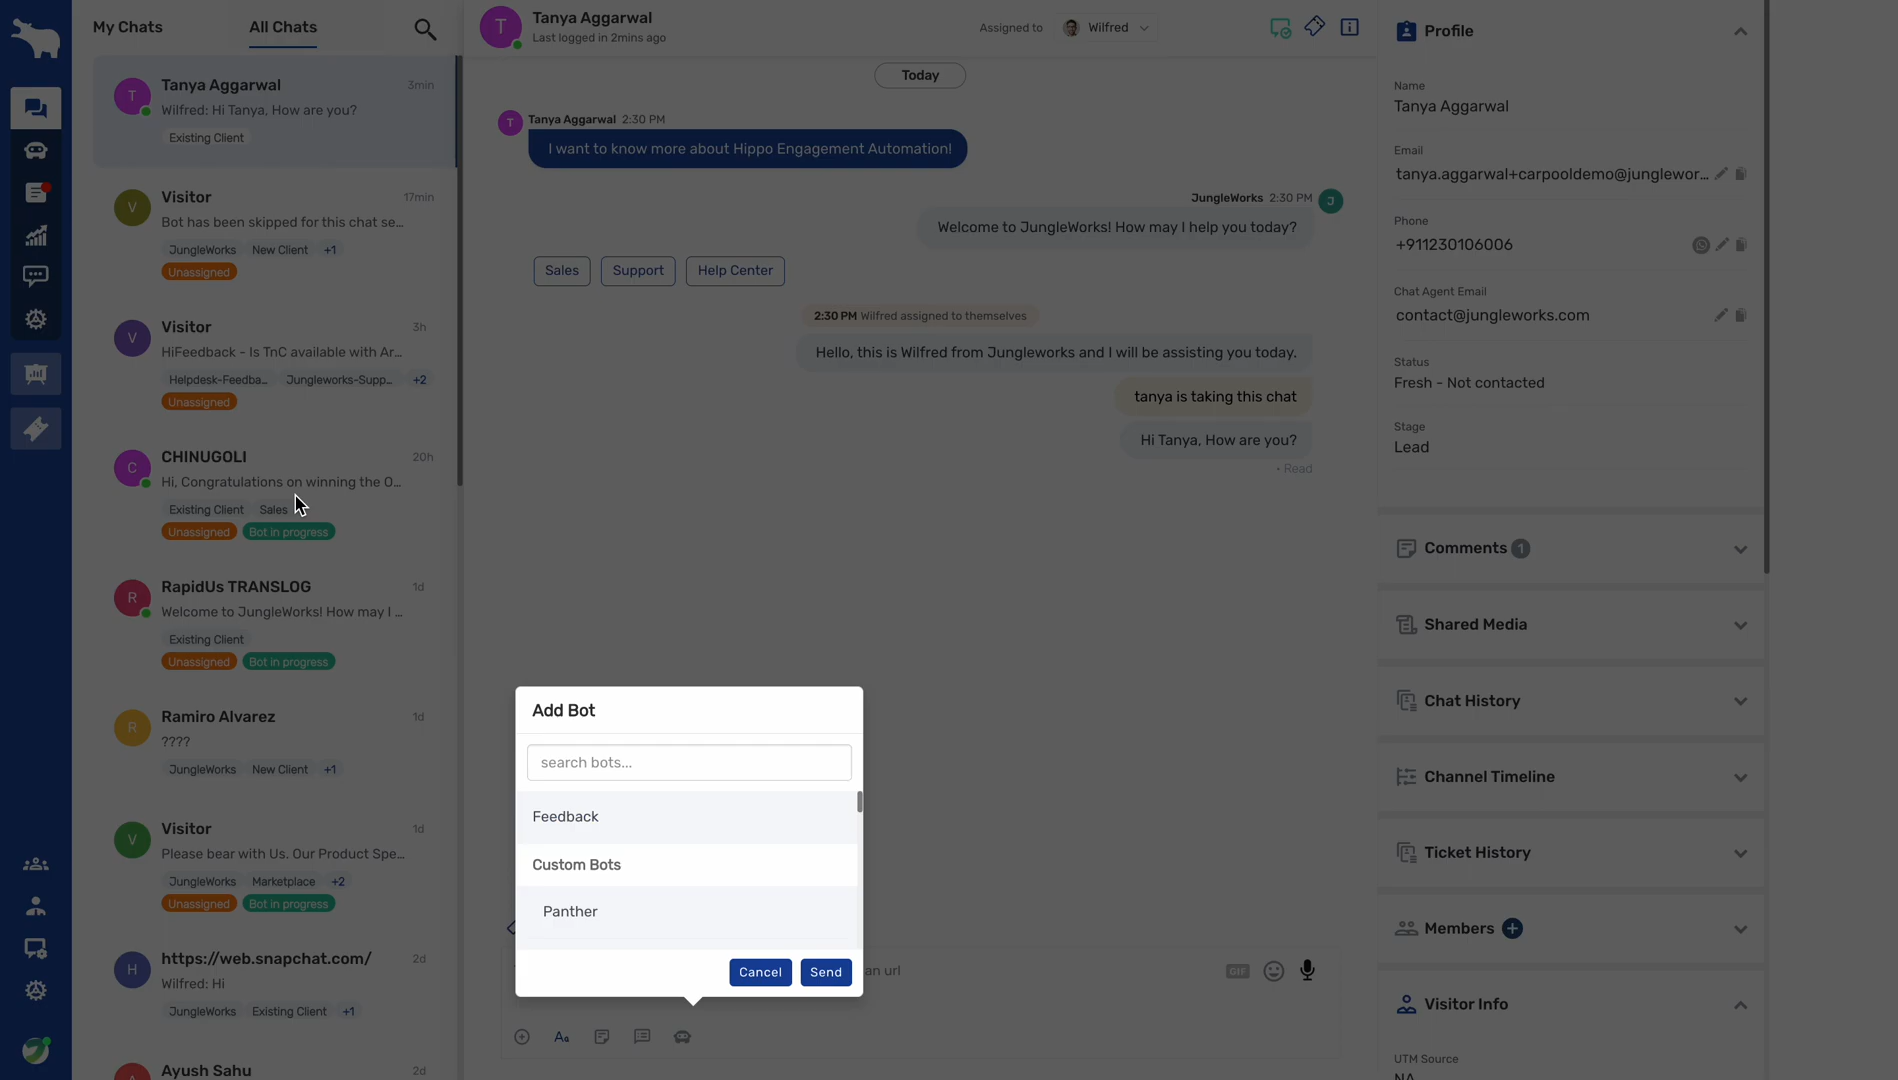 My Chats
All Chats
T
Tanya Aggarwal
3min
Wilfred: Hi Tanya, How are you?
Existing Client
V
Visitor
17min
Bot has been skipped for this chat se...
JungleWorks New Client +1
Unassigned
V
Visitor
3h
HiFeedback - Is TnC available with Ar...
Helpdesk-Feedba... Jungleworks-Supp... +2
Unassigned
C
CHINUGOLI
20h
Hi, Congratulations on winning the O...
Existing Client Sales
Unassigned Bot in progress
R
RapidUs TRANSLOG
1d
Welcome to JungleWorks! How may I ...
Existing Client
Unassigned Bot in progress
R
Ramiro Alvarez
1d
????
JungleWorks New Client +1
V
Visitor
1d
Please bear with Us. Our Product Spe...
JungleWorks Marketplace +2
Unassigned Bot in progress
H
https://web.snapchat.com/
2d
Wilfred: Hi
JungleWorks Existing Client +1
Ayush Sahu
2d
T
Tanya Aggarwal
Last logged in 2mins ago
Assigned to
Wilfred
Today
T
Tanya Aggarwal 2:30 PM
I want to know more about Hippo Engagement Automation!
JungleWorks 2:30 PM
J
Welcome to JungleWorks! How may I help you today?
Sales
Support
Help Center
2:30 PM Wilfred assigned to themselves
Hello, this is Wilfred from Jungleworks and I will be assisting you today.
tanya is taking this chat
Hi Tanya, How are you?
• Read
Add Bot
search bots...
Feedback
Custom Bots
Panther
Cancel
Send
an url
GIF
Aa
Profile
Name
Tanya Aggarwal
Email
tanya.aggarwal+carpooldemo@junglewor...
Phone
+911230106006
Chat Agent Email
contact@jungleworks.com
Status
Fresh - Not contacted
Stage
Lead
Comments 1
Shared Media
Chat History
Channel Timeline
Ticket History
Members
Visitor Info
UTM Source
NA